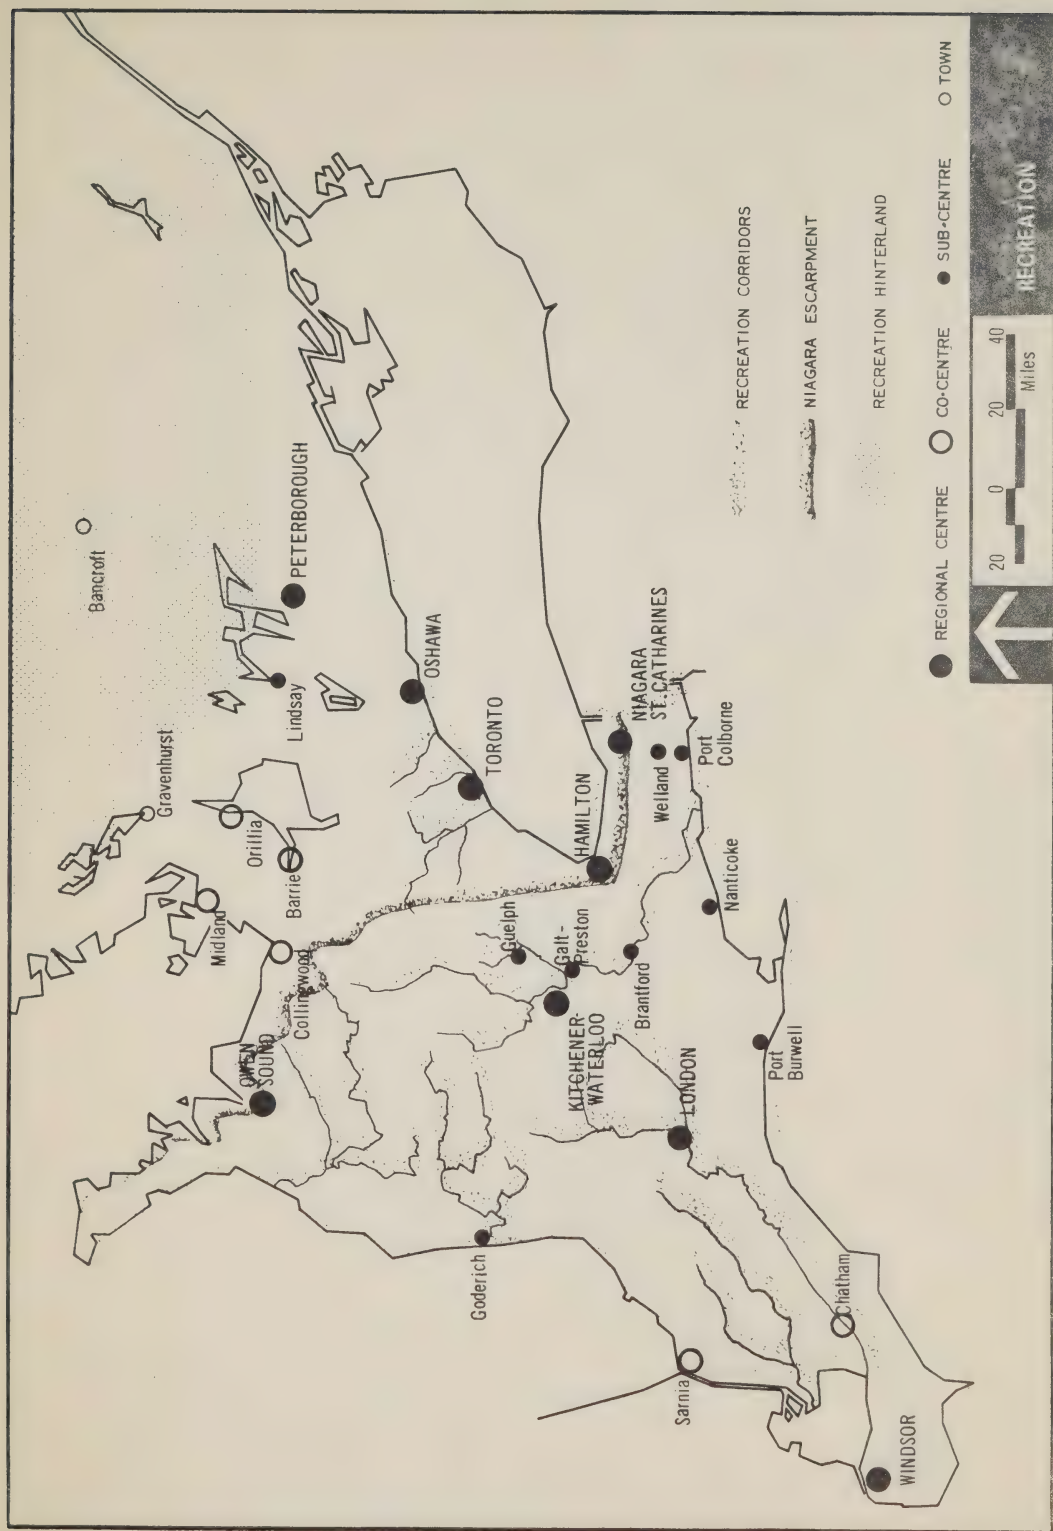 Bancroft
PETERBOROUGH
Gravenhurst
Lindsay
OSHAWA
Orillia
Barrie
TORONTO
Midland
Collingwood
OWEN
SOUND
HAMILTON
NIAGARA
ST. CATHARINES
Welland
Port
Colborne
Guelph
Galt-
Preston
Nanticoke
KITCHENER-
WATERLOO
Brantford
Port
Burwell
LONDON
Goderich
Sarnia
Chatham
WINDSOR
RECREATION CORRIDORS
NIAGARA ESCARPMENT
RECREATION HINTERLAND
REGIONAL CENTRE
CO-CENTRE
SUB-CENTRE
TOWN
20 0 20 40
Miles
RECREATION